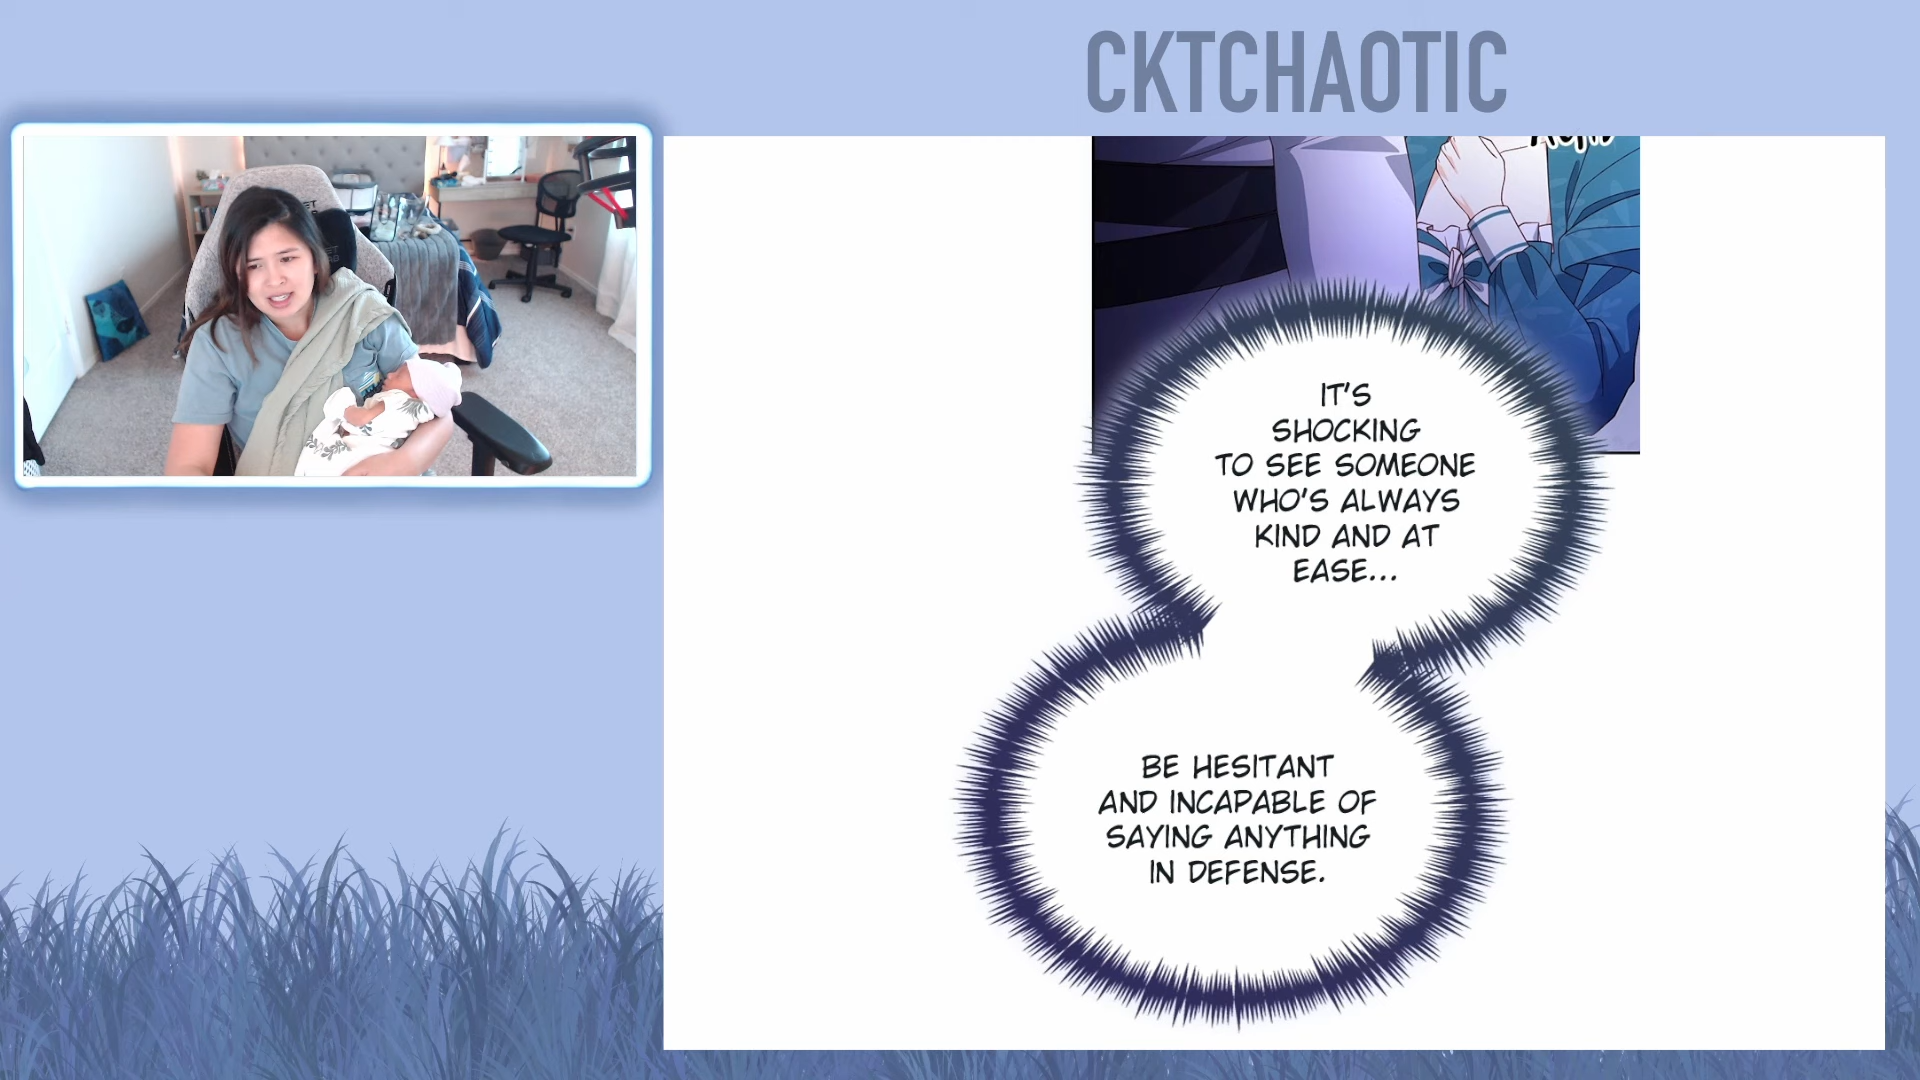 CKTCHAOTIC
IT'S
SHOCKING
TO SEE SOMEONE
WHO'S ALWAYS
KIND AND AT
EASE...
BE HESITANT
AND INCAPABLE OF
SAYING ANYTHING
IN DEFENSE.